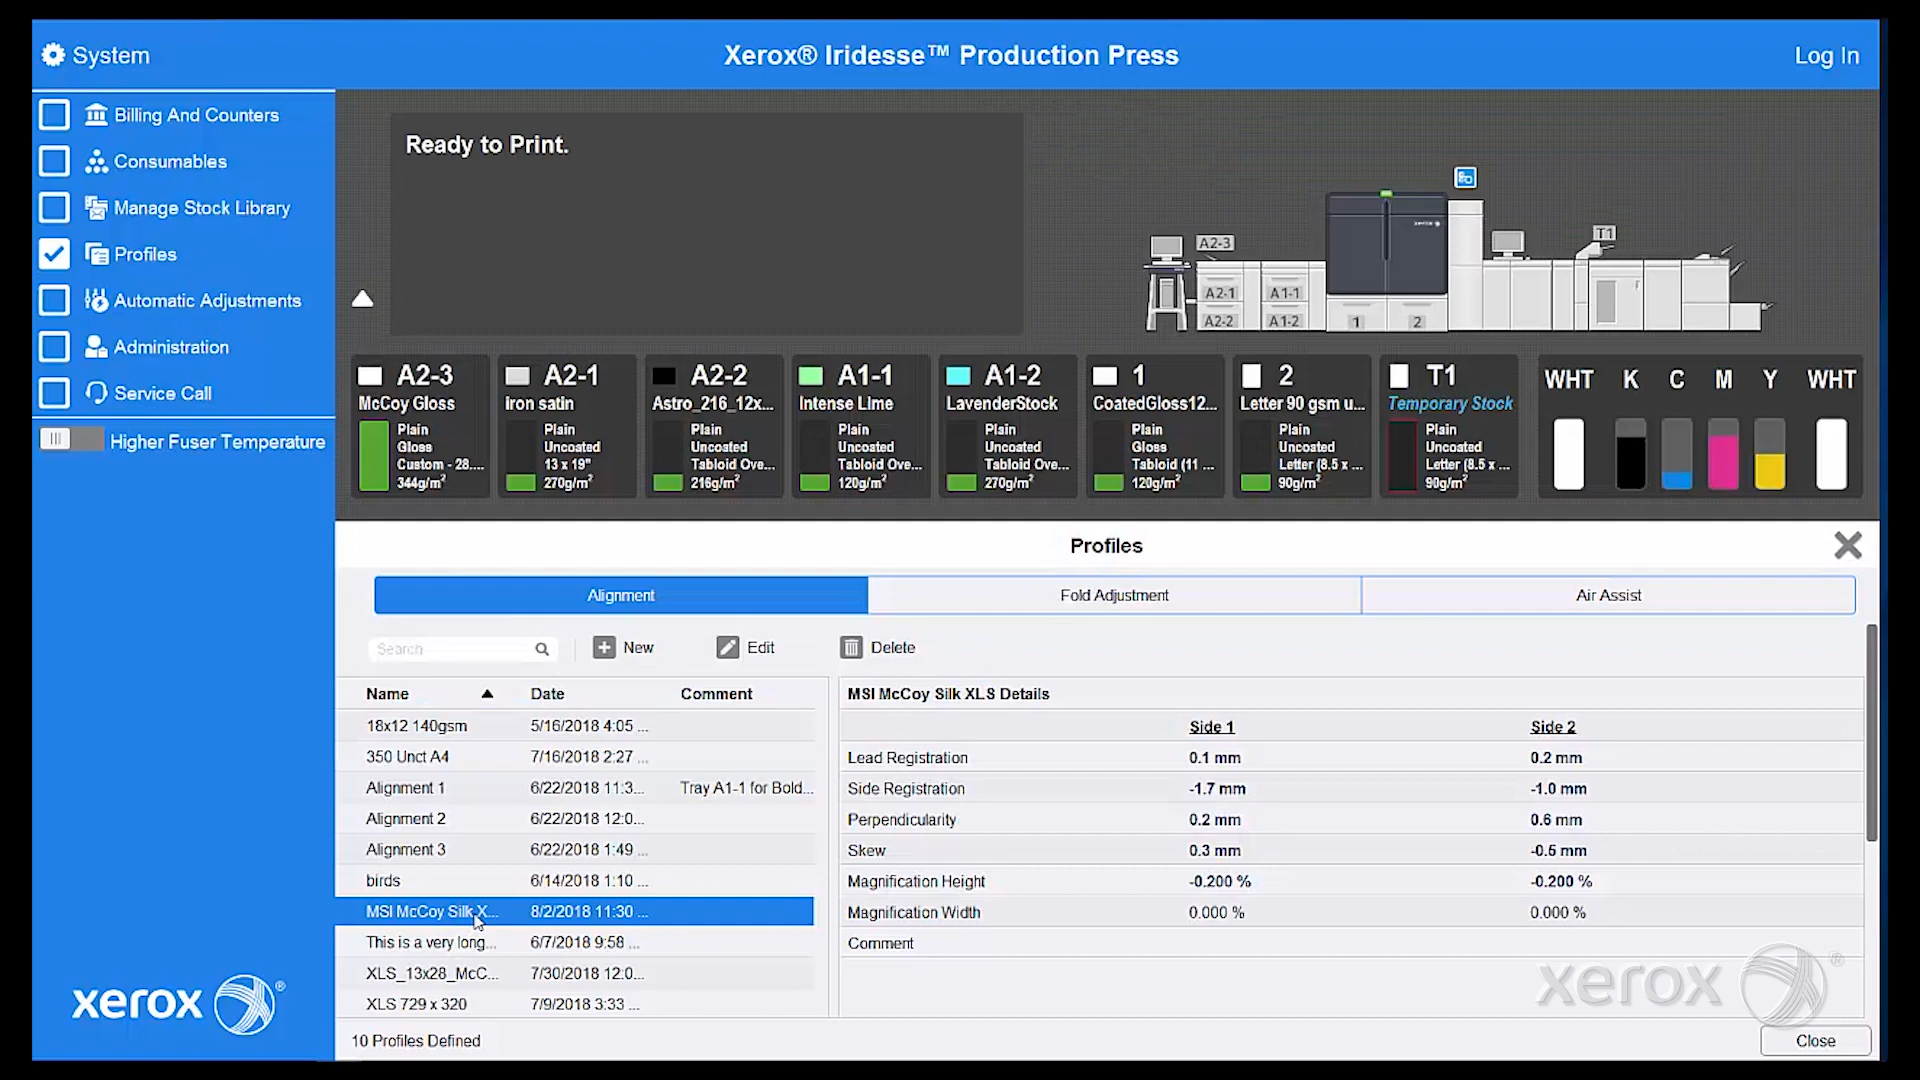 System
Xerox® Iridesse™ Production Press
Log In
Billing And Counters
Consumables
Manage Stock Library
Profiles
Automatic Adjustments
Administration
Service Call
Higher Fuser Temperature
Ready to Print.
A2-3
T1
A2-1 A1-1
A2-2 A1-2 1 2
A2-3
McCoy Gloss
Plain
Gloss
Custom - 28....
344g/m²
A2-1
Iron satin
Plain
Uncoated
13 x 19"
270g/m²
A2-2
Astro_216_12x...
Plain
Uncoated
Tabloid Ove...
216g/m²
A1-1
Intense Lime
Plain
Uncoated
Tabloid Ove...
120g/m²
A1-2
LavenderStock
Plain
Uncoated
Tabloid Ove...
270g/m²
1
CoatedGloss12...
Plain
Gloss
Tabloid (11 ...
120g/m²
2
Letter 90 gsm u...
Plain
Uncoated
Letter (8.5 x ...
90g/m²
T1
Temporary Stock
Plain
Uncoated
Letter (8.5 x ...
90g/m²
WHT K C M Y WHT
Profiles
Alignment Fold Adjustment Air Assist
Search New Edit Delete
Name Date Comment
18x12 140gsm 5/16/2018 4:05 ...
350 Unct A4 7/16/2018 2:27 ...
Alignment 1 6/22/2018 11:3... Tray A1-1 for Bold...
Alignment 2 6/22/2018 12:0...
Alignment 3 6/22/2018 1:49 ...
birds 6/14/2018 1:10 ...
MSI McCoy Silk X... 8/2/2018 11:30 ...
This is a very long... 6/7/2018 9:58 ...
XLS_13x28_McC... 7/30/2018 12:0...
XLS 729 x 320 7/9/2018 3:33 ...
10 Profiles Defined
MSI McCoy Silk XLS Details
Side 1 Side 2
Lead Registration 0.1 mm 0.2 mm
Side Registration -1.7 mm -1.0 mm
Perpendicularity 0.2 mm 0.6 mm
Skew 0.3 mm -0.5 mm
Magnification Height -0.200 % -0.200 %
Magnification Width 0.000 % 0.000 %
Comment
Close
xerox ®
xerox ®